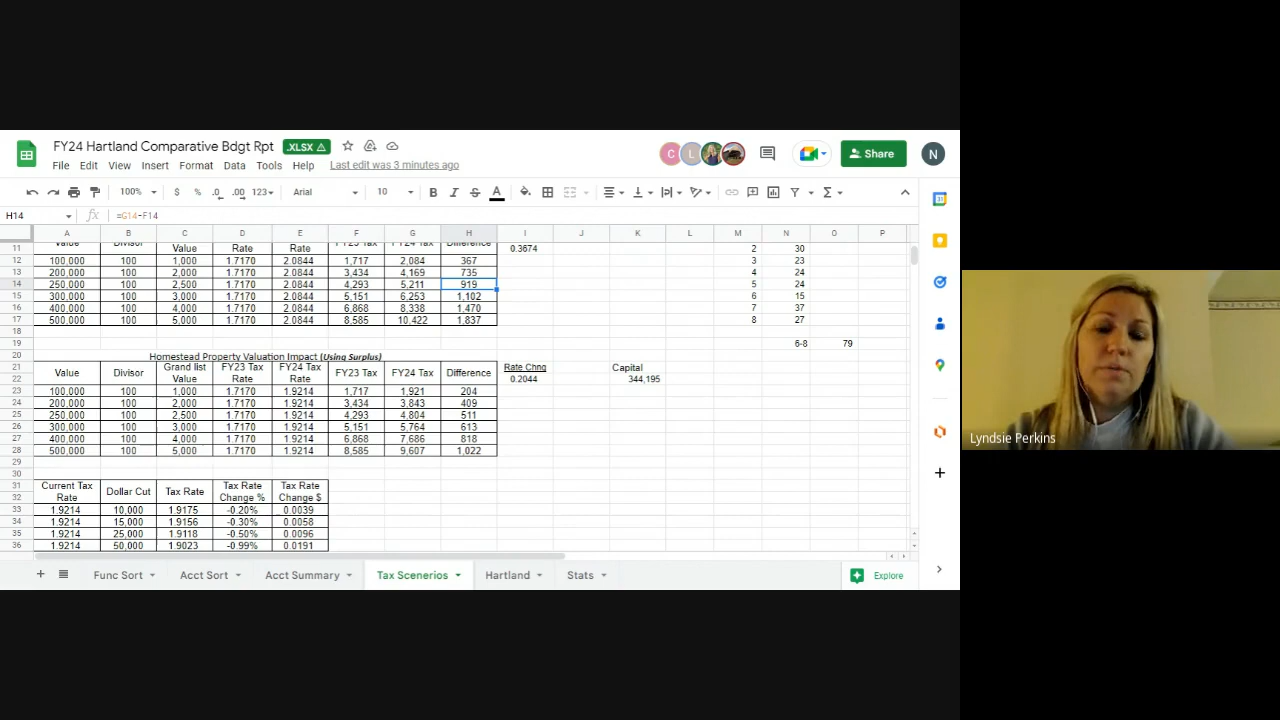 FY24 Hartland Comparative Bdgt Rpt .XLSX
File Edit View Insert Format Data Tools Help Last edit was 3 minutes ago
C L Share N
100% $ % .0 .00 123 Arial 10 B I S A
H14 fx =G14-F14
A B C D E F G H I J K L M N O P
11 Value Divisor Value Rate Rate FY23 Tax FY24 Tax Difference 0.3674 2 30
12 100,000 100 1,000 1.7170 2.0844 1,717 2,084 367 3 23
13 200,000 100 2,000 1.7170 2.0844 3,434 4,169 735 4 24
14 250,000 100 2,500 1.7170 2.0844 4,293 5,211 919 5 24
15 300,000 100 3,000 1.7170 2.0844 5,151 6,253 1,102 6 15
16 400,000 100 4,000 1.7170 2.0844 6,868 8,338 1,470 7 37
17 500,000 100 5,000 1.7170 2.0844 8,585 10,422 1,837 8 27
18
19 6-8 79
20 Homestead Property Valuation Impact (Using Surplus)
21 Grand list FY23 Tax FY24 Tax Rate Chng Capital
22 Value Divisor Value Rate Rate FY23 Tax FY24 Tax Difference 0.2044 344,195
23 100,000 100 1,000 1.7170 1.9214 1,717 1,921 204
24 200,000 100 2,000 1.7170 1.9214 3,434 3,843 409
25 250,000 100 2,500 1.7170 1.9214 4,293 4,804 511
26 300,000 100 3,000 1.7170 1.9214 5,151 5,764 613
27 400,000 100 4,000 1.7170 1.9214 6,868 7,686 818
28 500,000 100 5,000 1.7170 1.9214 8,585 9,607 1,022
29
30
31 Current Tax Tax Rate Tax Rate
32 Rate Dollar Cut Tax Rate Change % Change $
33 1.9214 10,000 1.9175 -0.20% 0.0039
34 1.9214 15,000 1.9156 -0.30% 0.0058
35 1.9214 25,000 1.9118 -0.50% 0.0096
36 1.9214 50,000 1.9023 -0.99% 0.0191
Func Sort Acct Sort Acct Summary Tax Scenerios Hartland Stats Explore
Lyndsie Perkins